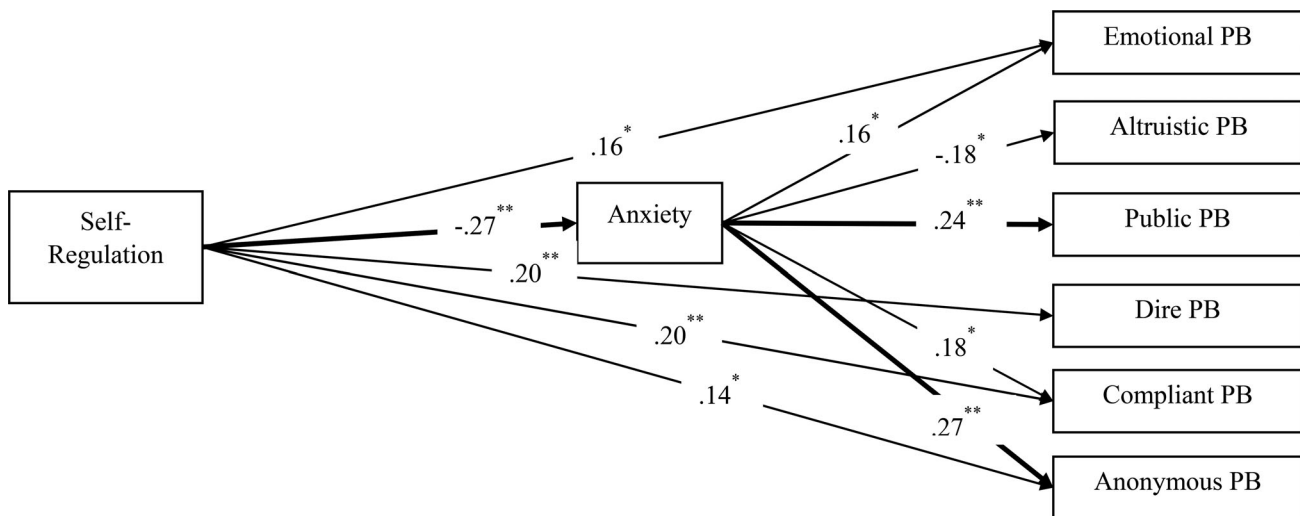 Emotional PB
.16*
.16*
-.18*
Altruistic PB
Self-
Regulation
-.27**
Anxiety
.24**
Public PB
.20**
Dire PB
.20**
.18*
Compliant PB
.14*
.27**
Anonymous PB